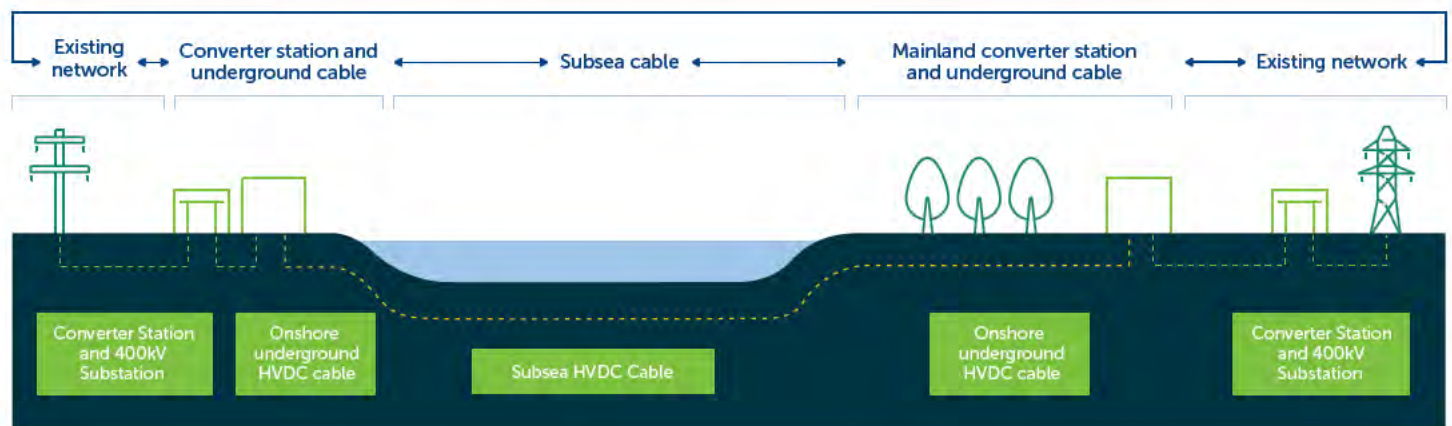 Existing
network
Converter station and
underground cable
Subsea cable
Mainland converter station
and underground cable
Existing network
Converter Station
and 400kV
Substation
Onshore
underground
HVDC cable
Subsea HVDC Cable
Onshore
underground
HVDC cable
Converter Station
and 400kV
Substation